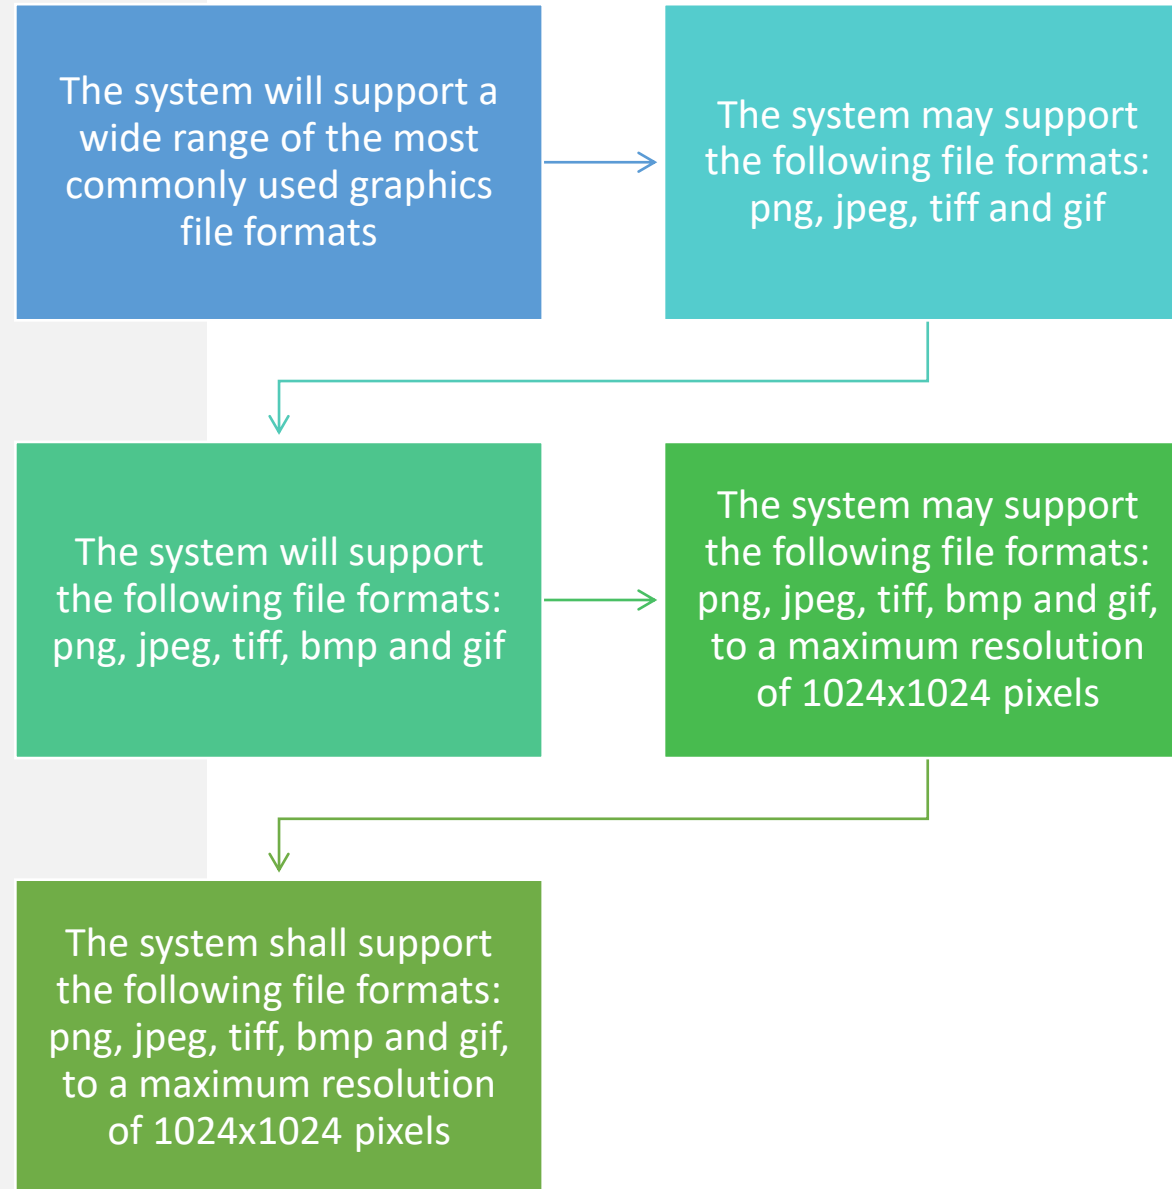 The system will support a
wide range of the most
commonly used graphics
file formats
The system may support
the following file formats:
png, jpeg, tiff and gif
The system will support
the following file formats:
png, jpeg, tiff, bmp and gif
The system may support
the following file formats:
png, jpeg, tiff, bmp and gif,
to a maximum resolution
of 1024x1024 pixels
The system shall support
the following file formats:
png, jpeg, tiff, bmp and gif,
to a maximum resolution
of 1024x1024 pixels